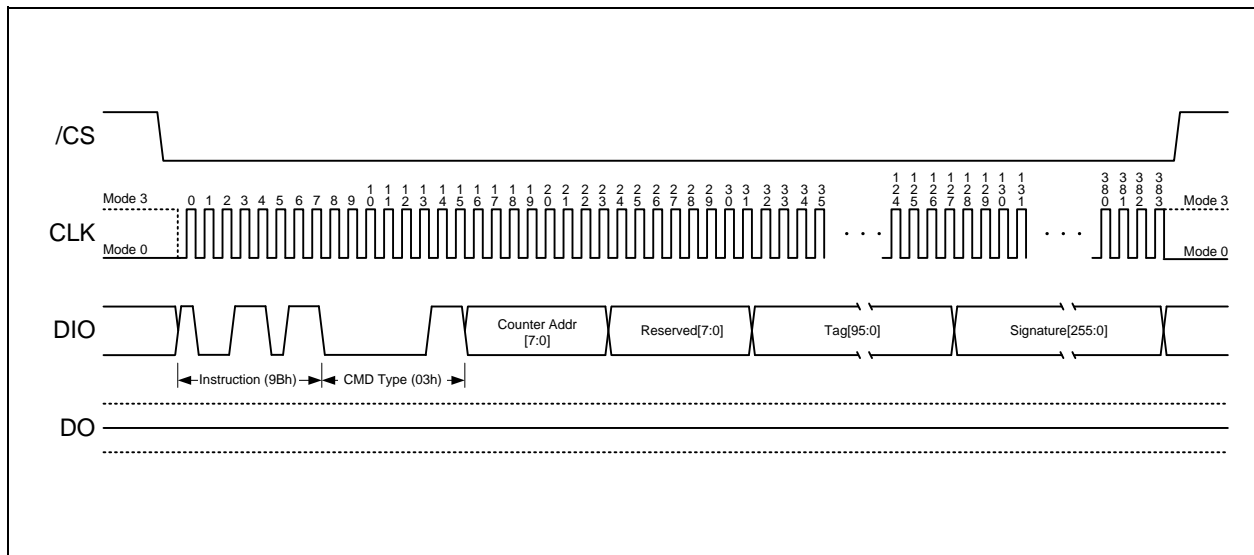 /CS
Mode 3
0 1 2 3 4 5 6 7 8 9 10 11 12 13 14 15 16 17 18 19 20 21 22 23 24 25 26 27 28 29 30 31 32 33 34 35 124 125 126 127 128 129 130 131 380 381 382 383
Mode 3
CLK
. . .
. . .
Mode 0
Mode 0
DIO
Counter Addr
[7:0]
Reserved[7:0]
Tag[95:0]
Signature[255:0]
Instruction (9Bh)
CMD Type (03h)
DO